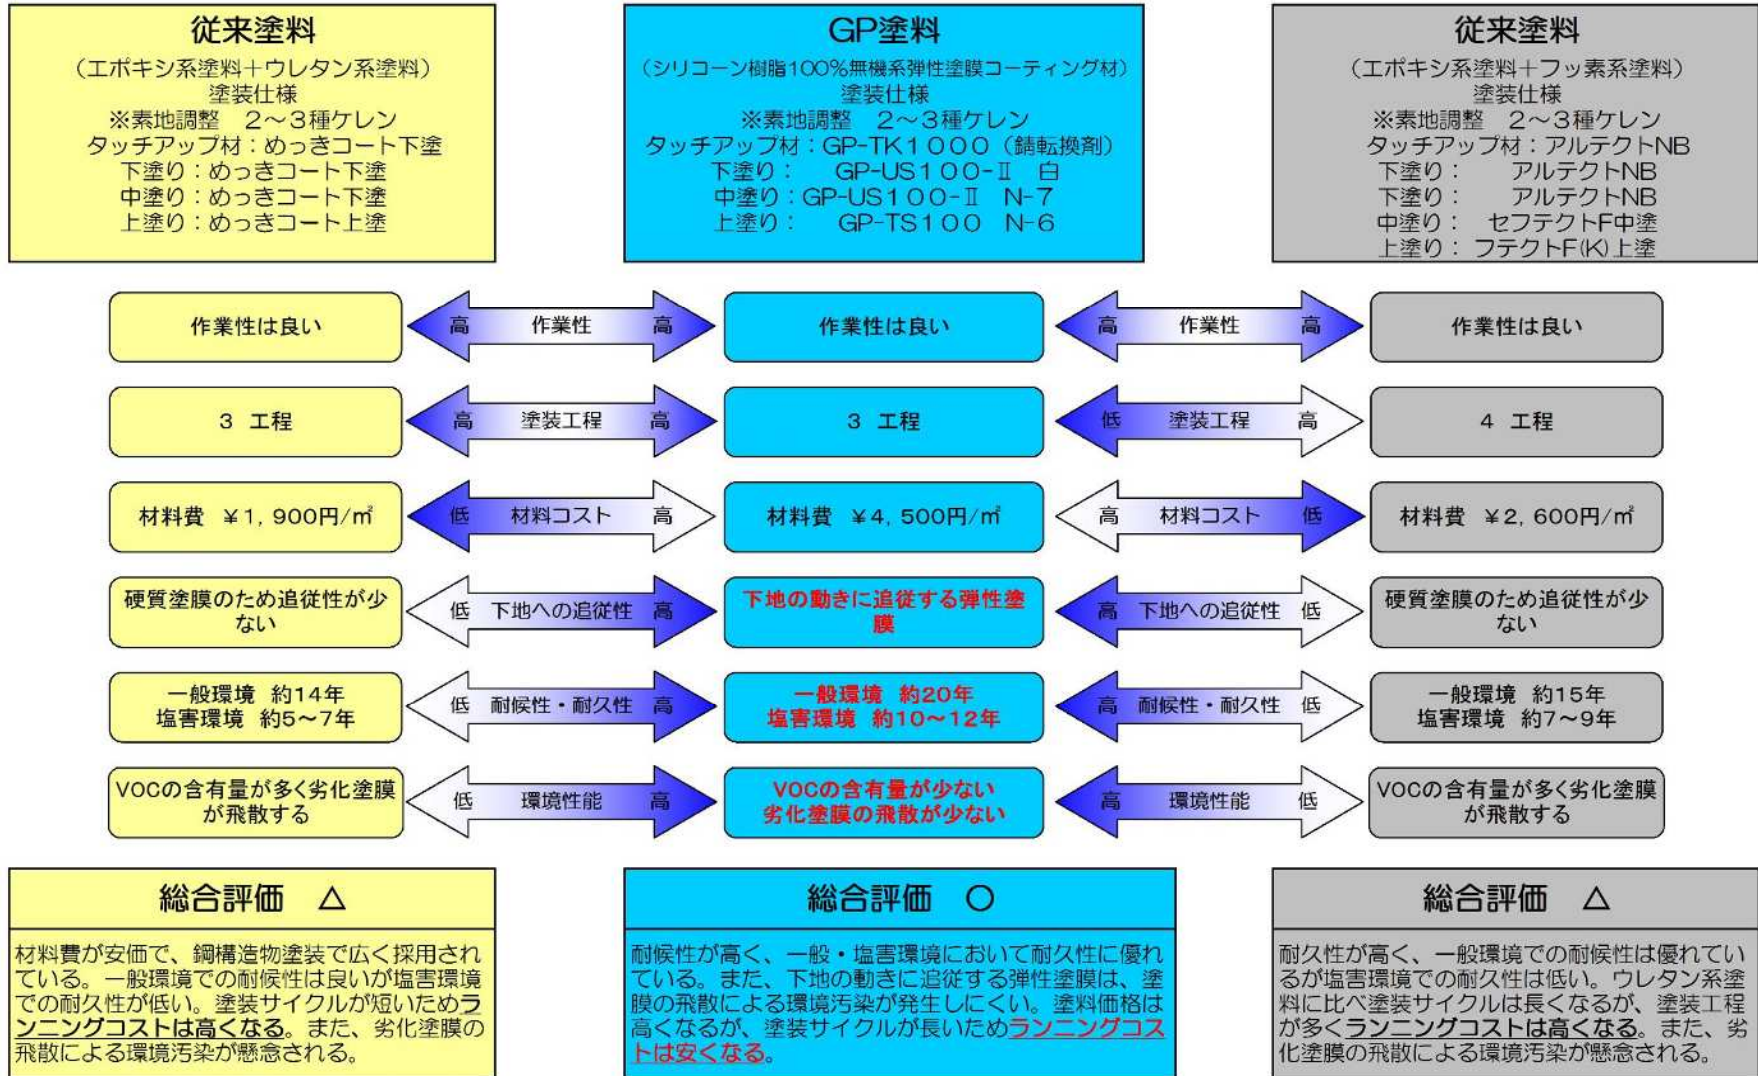 従来塗料
（エポキシ系塗料＋ウレタン系塗料）
塗装仕様
※素地調整　2～3種ケレン
タッチアップ材：めっきコート下塗
下塗り：めっきコート下塗
中塗り：めっきコート下塗
上塗り：めっきコート上塗
GP塗料
（シリコーン樹脂100％無機系弾性塗膜コーティング材）
塗装仕様
※素地調整　2～3種ケレン
タッチアップ材：GP-TK1000（錆転換剤）
下塗り：　GP-US100-Ⅱ　白
中塗り：GP-US100-Ⅱ　N-7
上塗り：　GP-TS100　N-6
従来塗料
（エポキシ系塗料＋フッ素系塗料）
塗装仕様
※素地調整　2～3種ケレン
タッチアップ材：アルテクトNB
下塗り：　アルテクトNB
下塗り：　アルテクトNB
中塗り：　セフテクトF中塗
上塗り：　フテクトF(K)上塗
作業性は良い
高　作業性　高
作業性は良い
高　作業性　高
作業性は良い
3　工程
高　塗装工程　高
3　工程
低　塗装工程　高
4　工程
材料費　￥1，900円/㎡
低　材料コスト　高
材料費　￥4，500円/㎡
高　材料コスト　低
材料費　￥2，600円/㎡
硬質塗膜のため追従性が少
ない
低　下地への追従性　高
下地の動きに追従する弾性塗
膜
高　下地への追従性　低
硬質塗膜のため追従性が少
ない
一般環境　約14年
塩害環境　約5～7年
低　耐候性・耐久性　高
一般環境　約20年
塩害環境　約10～12年
高　耐候性・耐久性　低
一般環境　約15年
塩害環境　約7～9年
VOCの含有量が多く劣化塗膜
が飛散する
低　環境性能　高
VOCの含有量が少ない
劣化塗膜の飛散が少ない
高　環境性能　低
VOCの含有量が多く劣化塗膜
が飛散する
総合評価　△
材料費が安価で、鋼構造物塗装で広く採用され
ている。一般環境での耐候性は良いが塩害環境
での耐久性が低い。塗装サイクルが短いためラ
ンニングコストは高くなる。また、劣化塗膜の
飛散による環境汚染が懸念される。
総合評価　○
耐候性が高く、一般・塩害環境において耐久性に優れ
ている。また、下地の動きに追従する弾性塗膜は、塗
膜の飛散による環境汚染が発生しにくい。塗料価格は
高くなるが、塗装サイクルが長いためランニングコス
トは安くなる。
総合評価　△
耐久性が高く、一般環境での耐候性は優れてい
るが塩害環境での耐久性は低い。ウレタン系塗
料に比べ塗装サイクルは長くなるが、塗装工程
が多くランニングコストは高くなる。また、劣
化塗膜の飛散による環境汚染が懸念される。